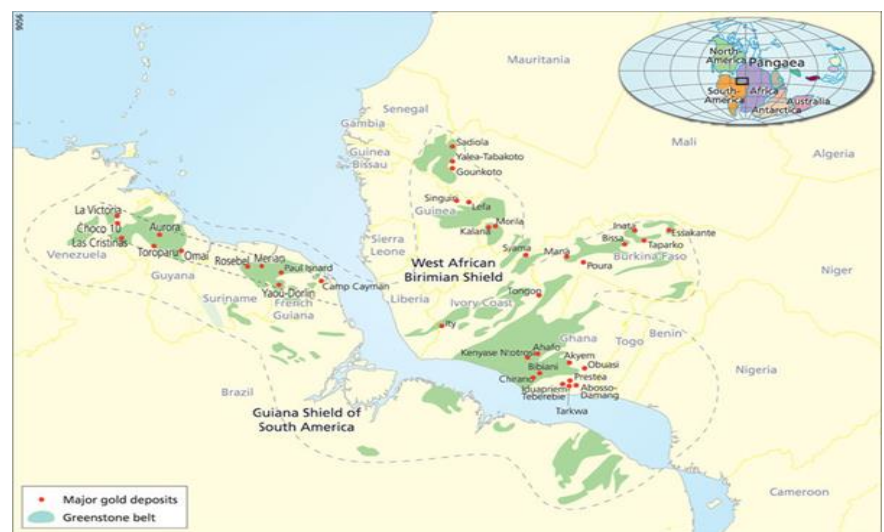 9056
Mauritania
North-
America
Pangaea
South-
America
Africa
Australia
Antarctica
Senegal
Gambia
Guinea
Bissau
Sadiola
Yalea-Tabakoto
Gounkoto
Mali
Algeria
Siguiri
Lefa
Guinea
Kalana
Morila
La Victoria
Choco 10
Las Cristinas
Aurora
Venezuela
Toroparu
Omai
Guyana
Rosebel
Merian
Paul Isnard
Camp Cayman
Yaou-Dorlin
Suriname
French
Guiana
Sierra
Leone
Syama
Mana
Inata
Essakante
Bissa
Taparko
Poura
Burkina Faso
Niger
West African
Birimian Shield
Liberia
Ivory Coast
Tongon
Ity
Ghana
Togo
Benin
Nigeria
Kenyase N:otros
Ahafo
Akyem
Bibiani
Obuasi
Chirano
Prestea
Iduapriem
Abosso-
Damang
Teberebie
Tarkwa
Brazil
Guiana Shield of
South America
Cameroon
Major gold deposits
Greenstone belt